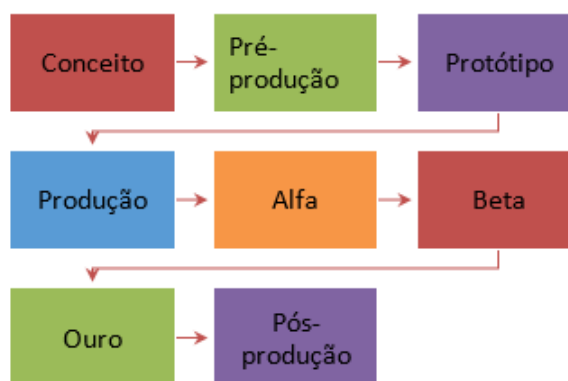 Conceito
Pré-
produção
Protótipo
Produção
Alfa
Beta
Ouro
Pós-
produção